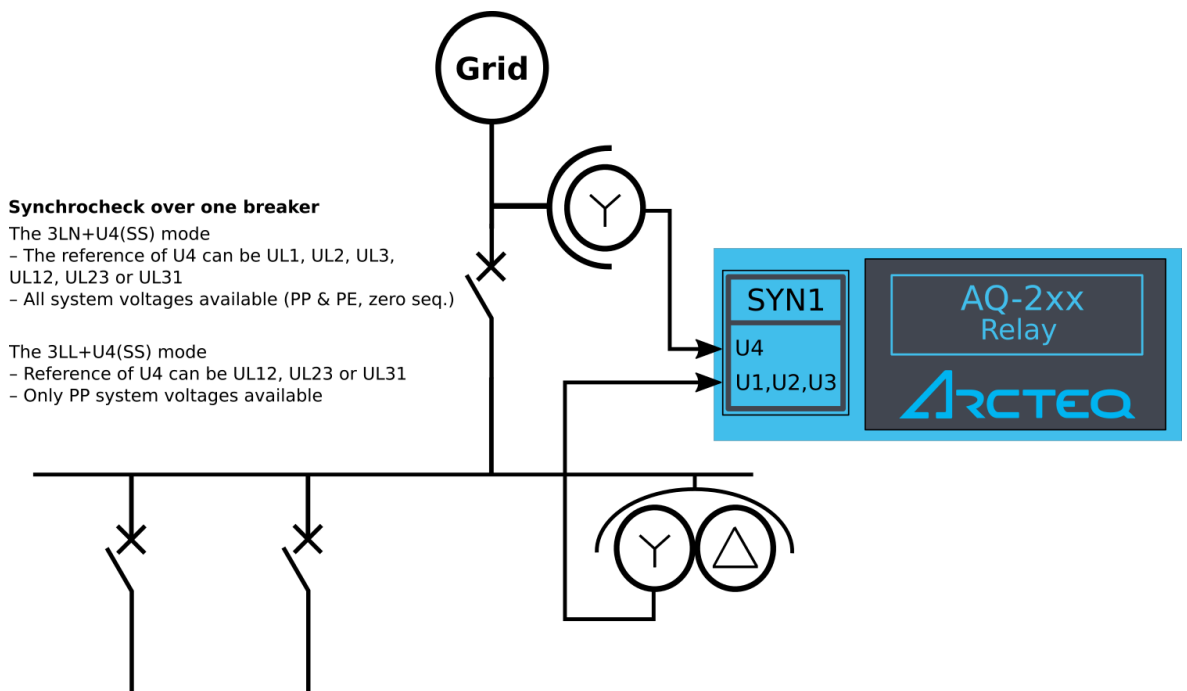 Grid
Synchrocheck over one breaker
The 3LN+U4(SS) mode
– The reference of U4 can be UL1, UL2, UL3,
UL12, UL23 or UL31
– All system voltages available (PP & PE, zero seq.)
The 3LL+U4(SS) mode
– Reference of U4 can be UL12, UL23 or UL31
– Only PP system voltages available
SYN1
U4
U1,U2,U3
AQ-2xx
Relay
ARCTEQ